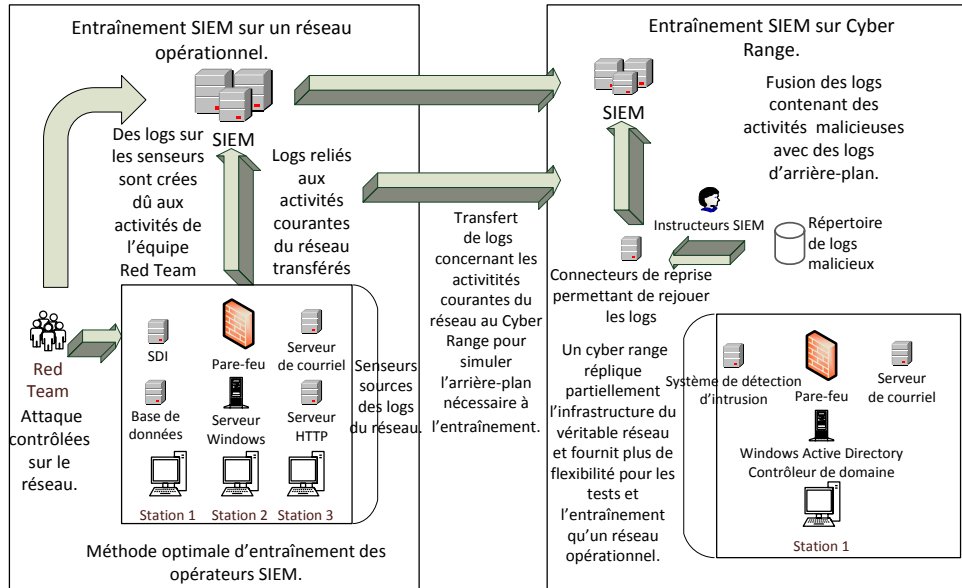 Entraînement SIEM sur un réseau
opérationnel.
SIEM
Des logs sur
les senseurs
sont crées
dû aux
activités de
l'équipe
Red Team
Logs reliés
aux
activités
courantes
du réseau
transférés
Red
Team
Attaque
contrôlées
sur le
réseau.
SDI
Pare-feu
Serveur
de courriel
Base de
données
Serveur
Windows
Serveur
HTTP
Station 1
Station 2
Station 3
Senseurs
sources
des logs
du réseau.
Méthode optimale d'entraînement des
opérateurs SIEM.
Transfert
de logs
concernant les
activitités
courantes du
réseau au Cyber
Range pour
simuler
l'arrière-plan
nécessaire à
l'entraînement.
Entraînement SIEM sur Cyber
Range.
SIEM
Fusion des logs
contenant des
activités malicieuses
avec des logs
d'arrière-plan.
Instructeurs SIEM
Répertoire
de logs
malicieux
Connecteurs de reprise
permettant de rejouer
les logs
Un cyber range
réplique
partiellement
l'infrastructure du
véritable réseau
et fournit plus de
flexibilité pour les
tests et
l'entraînement
qu'un réseau
opérationnel.
Système de détection
d'intrusion
Pare-feu
Serveur
de courriel
Windows Active Directory
Contrôleur de domaine
Station 1